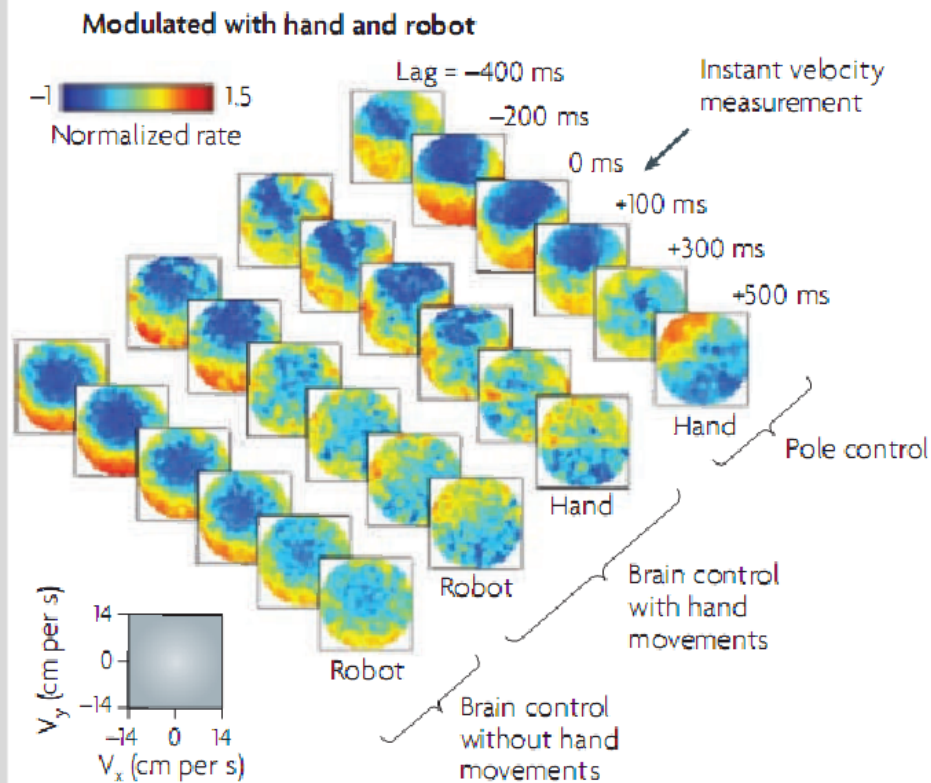 Modulated with hand and robot
–1 1.5
Normalized rate
Lag = –400 ms
–200 ms
0 ms
+100 ms
+300 ms
+500 ms
Instant velocity
measurement
Hand
Pole control
Hand
Brain control
with hand
movements
Robot
Robot
Brain control
without hand
movements
14
0
–14
V_y (cm per s)
–14 0 14
V_x (cm per s)